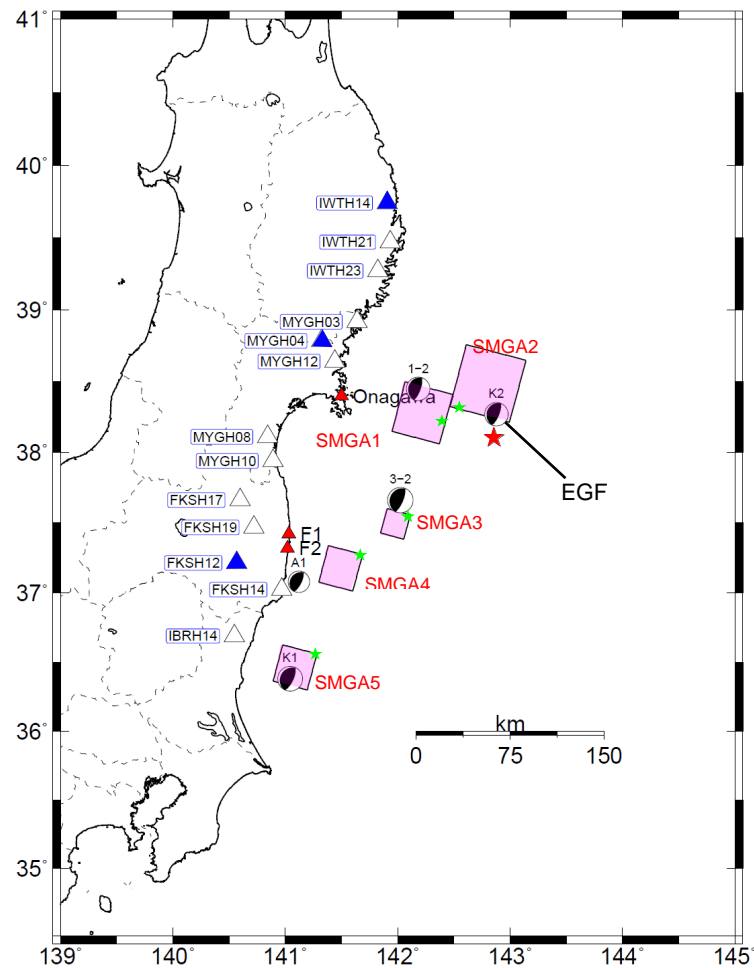 41°
40°
IWTH14
IWTH21
IWTH23
39°
MYGH03
MYGH04
SMGA2
MYGH12
1-2
K2
Onagawa
MYGH08
SMGA1
38°
MYGH10
EGF
3-2
FKSH17
SMGA3
FKSH19
F1
F2
FKSH12
A1
SMGA4
37°
FKSH14
IBRH14
K1
SMGA5
km
36°
0 75 150
35°
139° 140° 141° 142° 143° 144° 145°